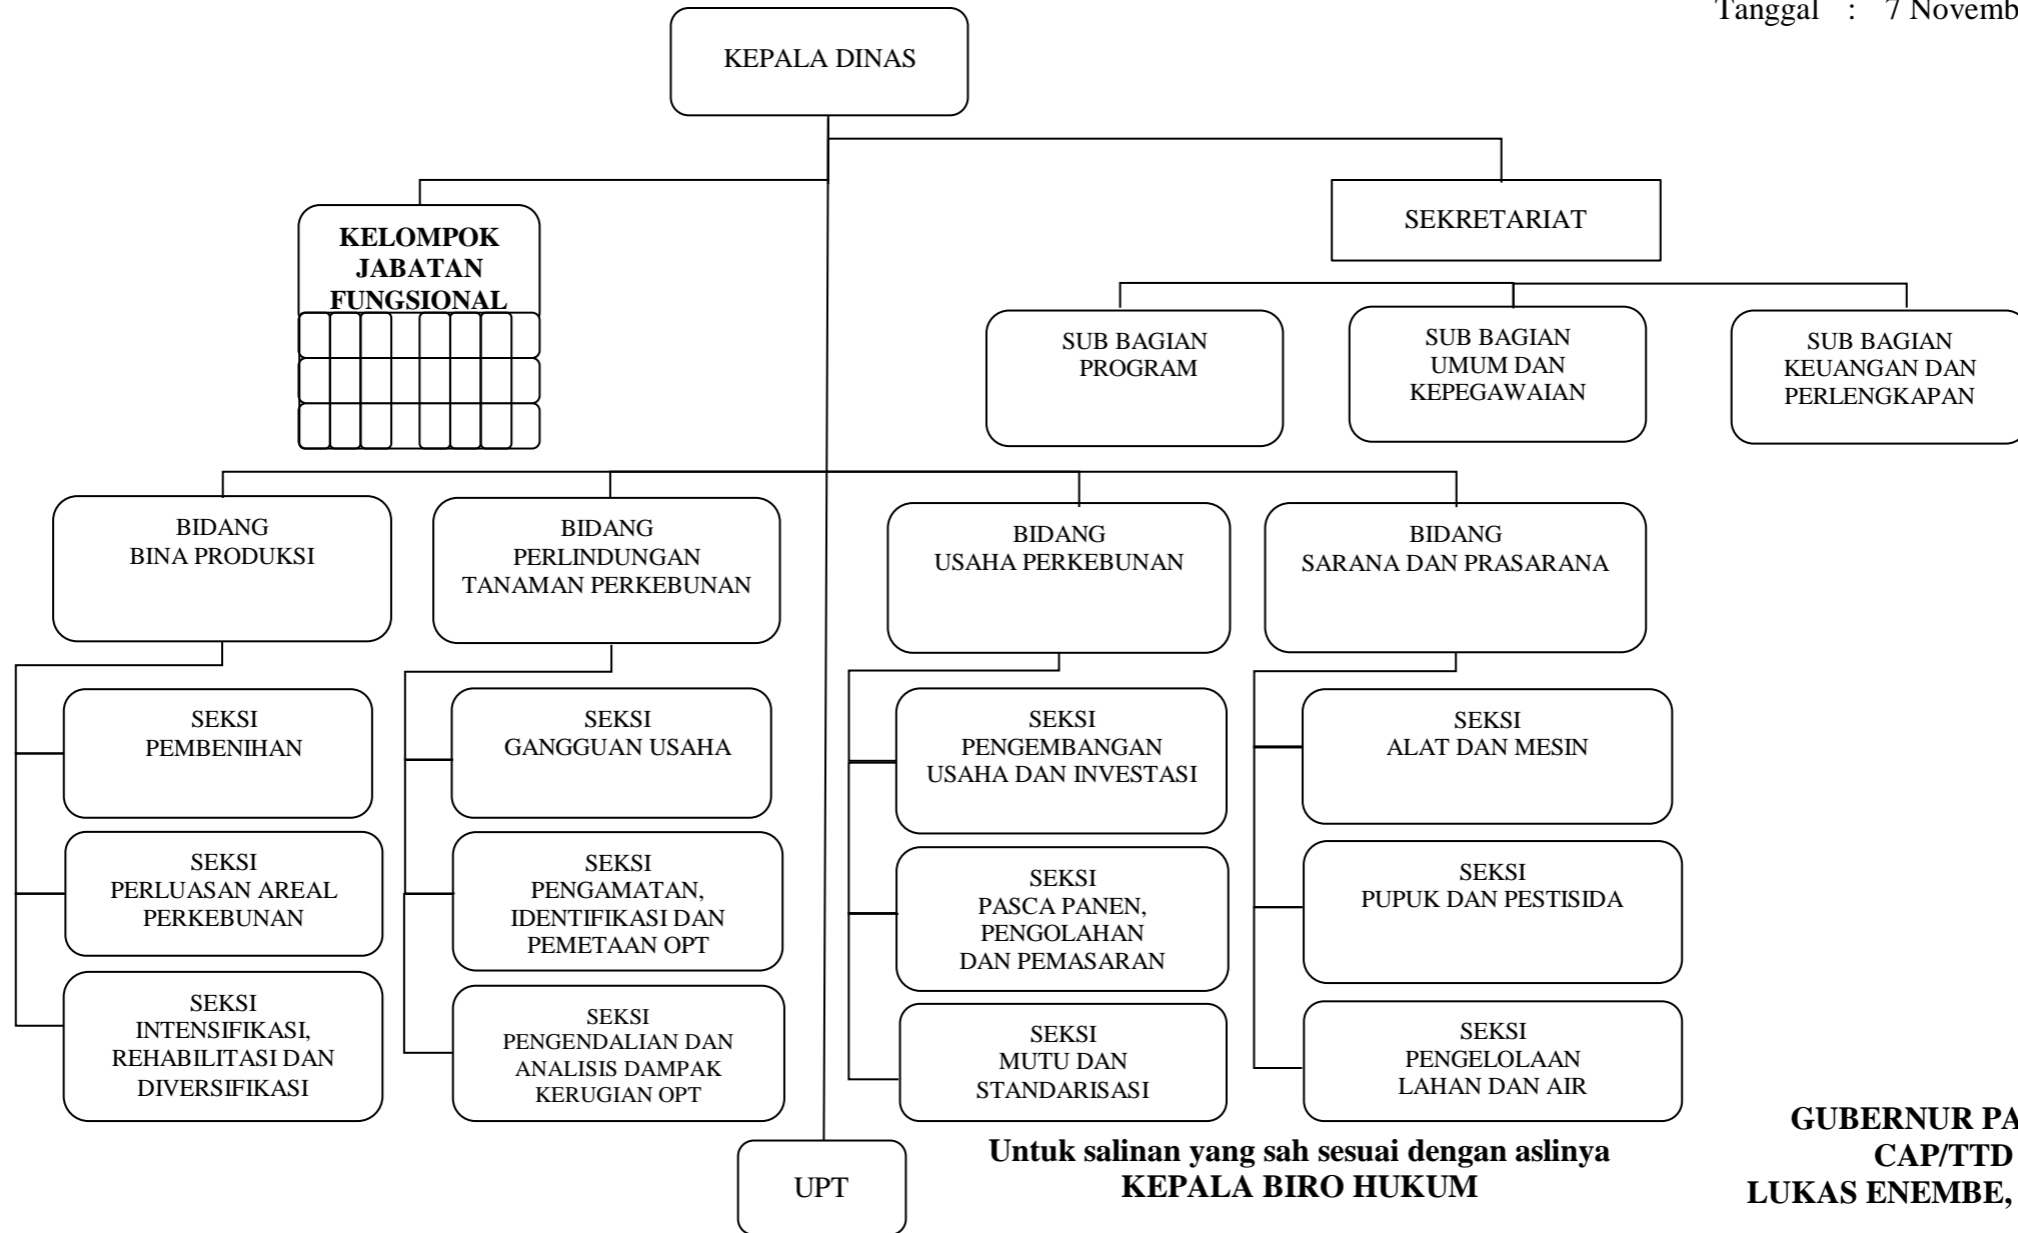 Tanggal : 7 Novemb
KEPALA DINAS
SEKRETARIAT
KELOMPOK
JABATAN
FUNGSIONAL
SUB BAGIAN
PROGRAM
SUB BAGIAN
UMUM DAN
KEPEGAWAIAN
SUB BAGIAN
KEUANGAN DAN
PERLENGKAPAN
BIDANG
BINA PRODUKSI
BIDANG
PERLINDUNGAN
TANAMAN PERKEBUNAN
BIDANG
USAHA PERKEBUNAN
BIDANG
SARANA DAN PRASARANA
SEKSI
PEMBENIHAN
SEKSI
GANGGUAN USAHA
SEKSI
PENGEMBANGAN
USAHA DAN INVESTASI
SEKSI
ALAT DAN MESIN
SEKSI
PERLUASAN AREAL
PERKEBUNAN
SEKSI
PENGAMATAN,
IDENTIFIKASI DAN
PEMETAAN OPT
SEKSI
PASCA PANEN,
PENGOLAHAN
DAN PEMASARAN
SEKSI
PUPUK DAN PESTISIDA
SEKSI
INTENSIFIKASI,
REHABILITASI DAN
DIVERSIFIKASI
SEKSI
PENGENDALIAN DAN
ANALISIS DAMPAK
KERUGIAN OPT
SEKSI
MUTU DAN
STANDARISASI
SEKSI
PENGELOLAAN
LAHAN DAN AIR
UPT
Untuk salinan yang sah sesuai dengan aslinya
KEPALA BIRO HUKUM
GUBERNUR PA
CAP/TTD
LUKAS ENEMBE,